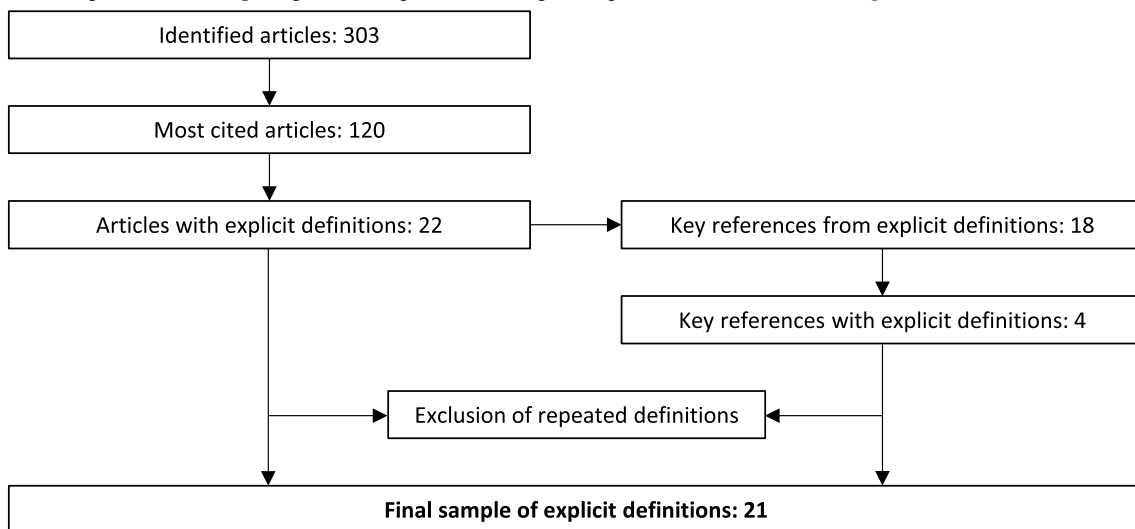 Identified articles: 303
Most cited articles: 120
Articles with explicit definitions: 22
Key references from explicit definitions: 18
Key references with explicit definitions: 4
Exclusion of repeated definitions
Final sample of explicit definitions: 21